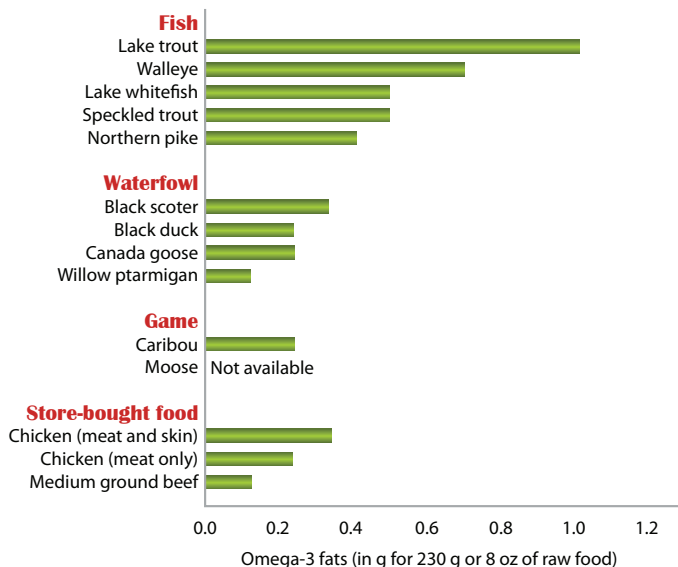 Fish
Lake trout
Walleye
Lake whitefish
Speckled trout
Northern pike
Waterfowl
Black scoter
Black duck
Canada goose
Willow ptarmigan
Game
Caribou
Moose Not available
Store-bought food
Chicken (meat and skin)
Chicken (meat only)
Medium ground beef
0.0 0.2 0.4 0.6 0.8 1.0 1.2
Omega-3 fats (in g for 230 g or 8 oz of raw food)